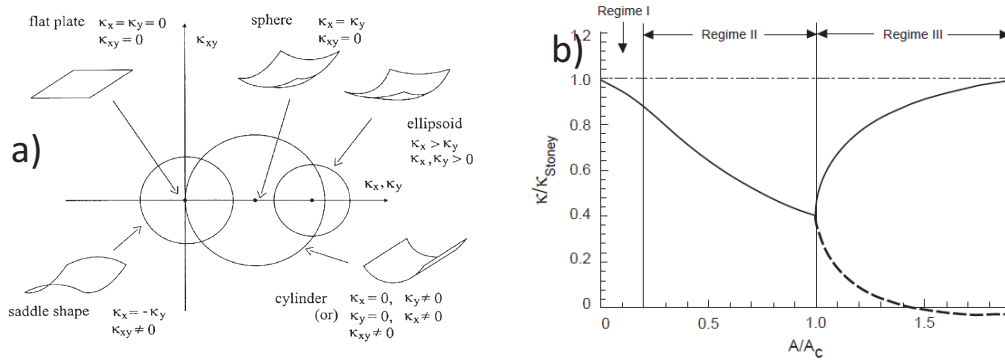 a)
flat plate
κx = κy = 0
κxy = 0
κxy
sphere
κx = κy
κxy = 0
ellipsoid
κx > κy
κx , κy > 0
κx, κy
saddle shape
κx = -κy
κxy ≠ 0
cylinder
(or)
κx = 0, κy ≠ 0
κy = 0, κx ≠ 0
κxy ≠ 0
b)
Regime I
Regime II
Regime III
1.2
1.0
0.8
0.6
0.4
0.2
0
κ/κStoney
0
0.5
1.0
1.5
A/Ac